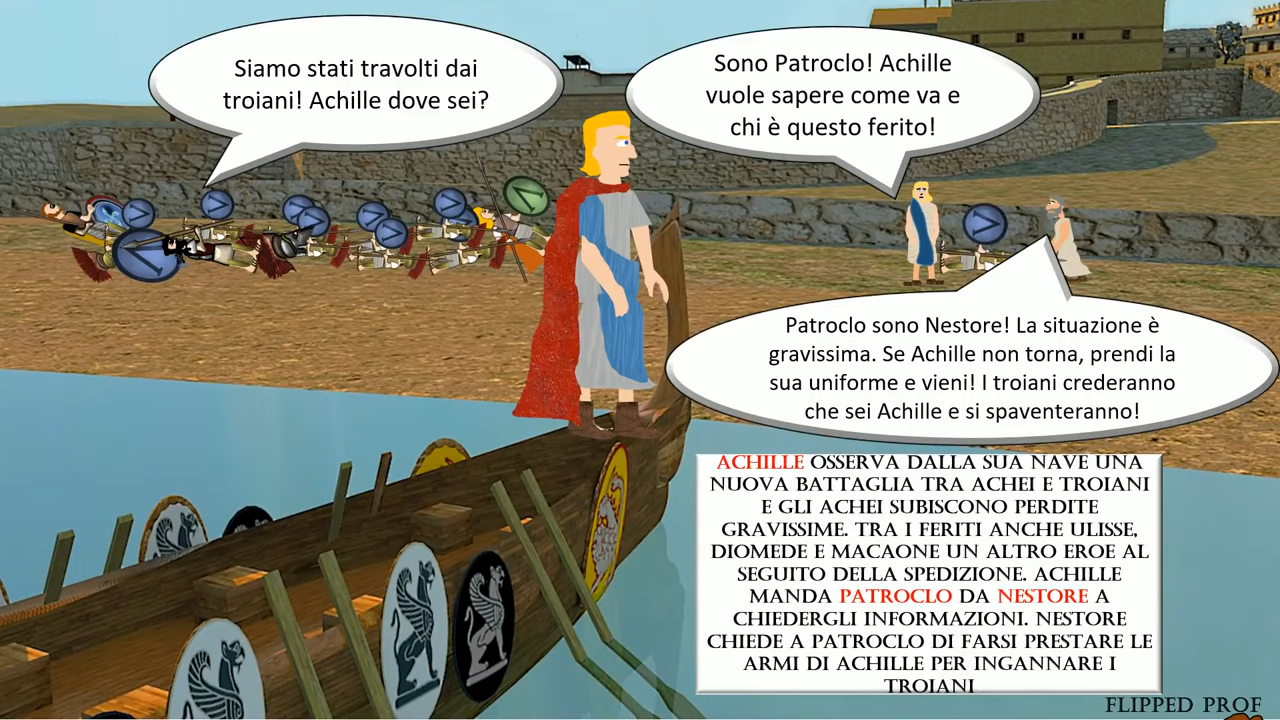 Siamo stati travolti dai
troiani! Achille dove sei?
Sono Patroclo! Achille
vuole sapere come va e
chi è questo ferito!
Patroclo sono Nestore! La situazione è
gravissima. Se Achille non torna, prendi la
sua uniforme e vieni! I troiani crederanno
che sei Achille e si spaventeranno!
ACHILLE OSSERVA DALLA SUA NAVE UNA
NUOVA BATTAGLIA TRA ACHEI E TROIANI
E GLI ACHEI SUBISCONO PERDITE
GRAVISSIME. TRA I FERITI ANCHE ULISSE,
DIOMEDE E MACAONE UN ALTRO EROE AL
SEGUITO DELLA SPEDIZIONE. ACHILLE
MANDA PATROCLO DA NESTORE A
CHIEDERGLI INFORMAZIONI. NESTORE
CHIEDE A PATROCLO DI FARSI PRESTARE LE
ARMI DI ACHILLE PER INGANNARE I
TROIANI
FLIPPED PROF